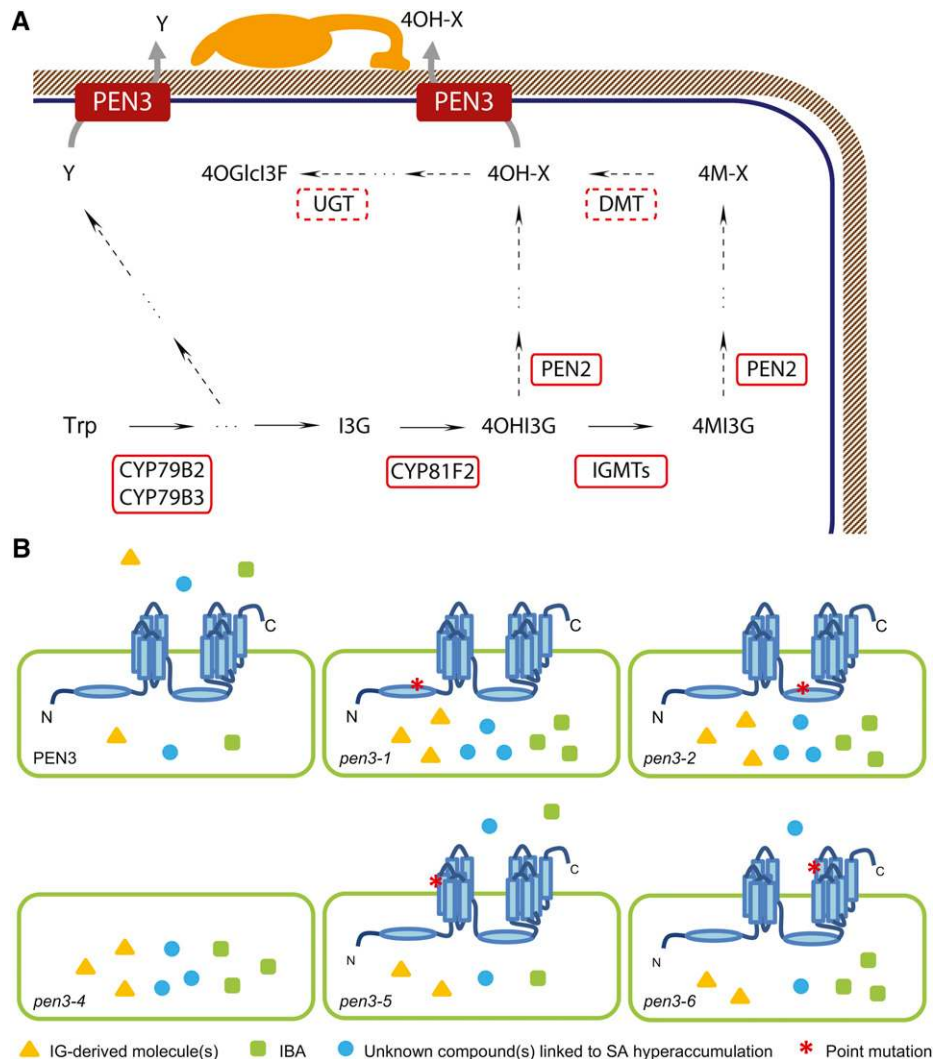 A
Y
4OH-X
PEN3 PEN3
Y 4OGlcI3F ... 4OH-X 4M-X
UGT DMT
...
...
...
PEN2 PEN2
Trp ... I3G 4OHI3G 4MI3G
CYP79B2 CYP81F2 IGMTs
CYP79B3
B
C C C
N N N
PEN3 pen3-1 pen3-2
* *
C C
* *
N N
pen3-4 pen3-5 pen3-6
IG-derived molecule(s) IBA Unknown compound(s) linked to SA hyperaccumulation * Point mutation